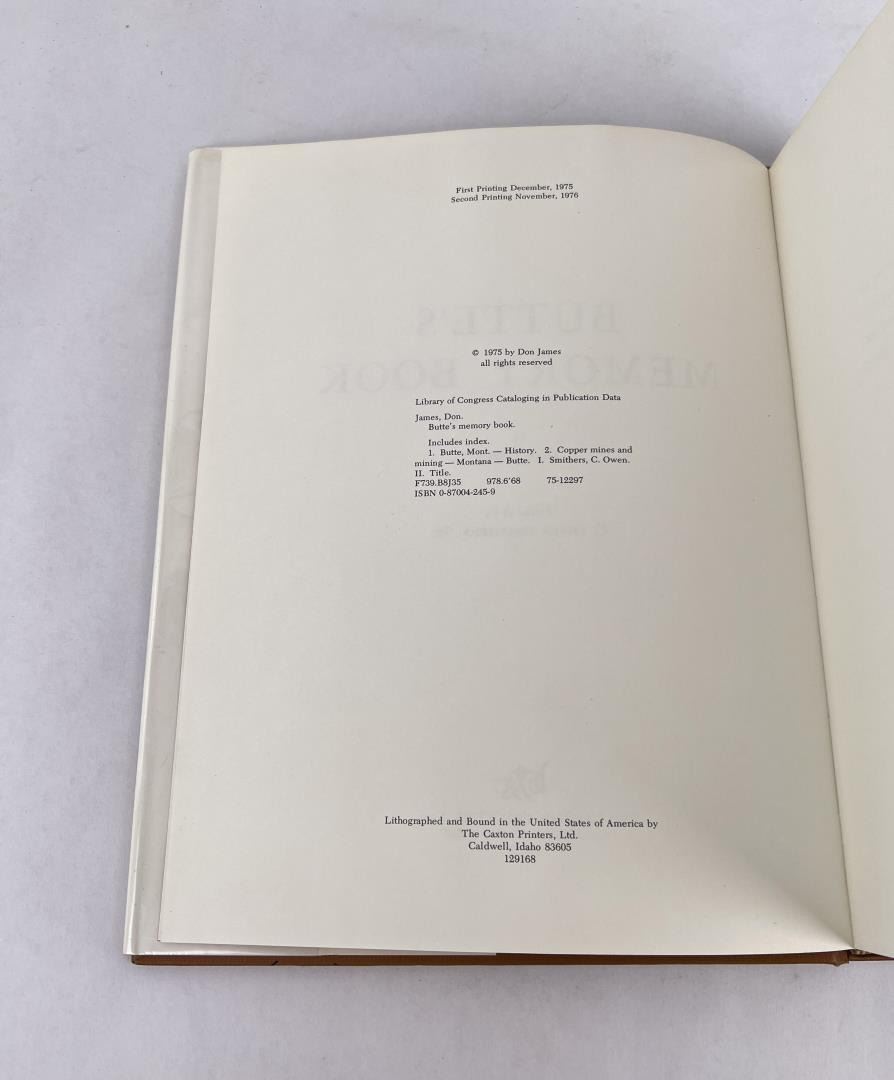 First Printing December, 1975
Second Printing November, 1976
BUTTE'S
MEMORY BOOK
© 1975 by Don James
all rights reserved
Library of Congress Cataloging in Publication Data
James, Don.
Butte's memory book.
Includes index.
1. Butte, Mont. — History. 2. Copper mines and
mining — Montana — Butte. I. Smithers, C. Owen.
II. Title.
F739.B8J35 978.6'68 75-12297
ISBN 0-87004-245-9
Lithographed and Bound in the United States of America by
The Caxton Printers, Ltd.
Caldwell, Idaho 83605
129168